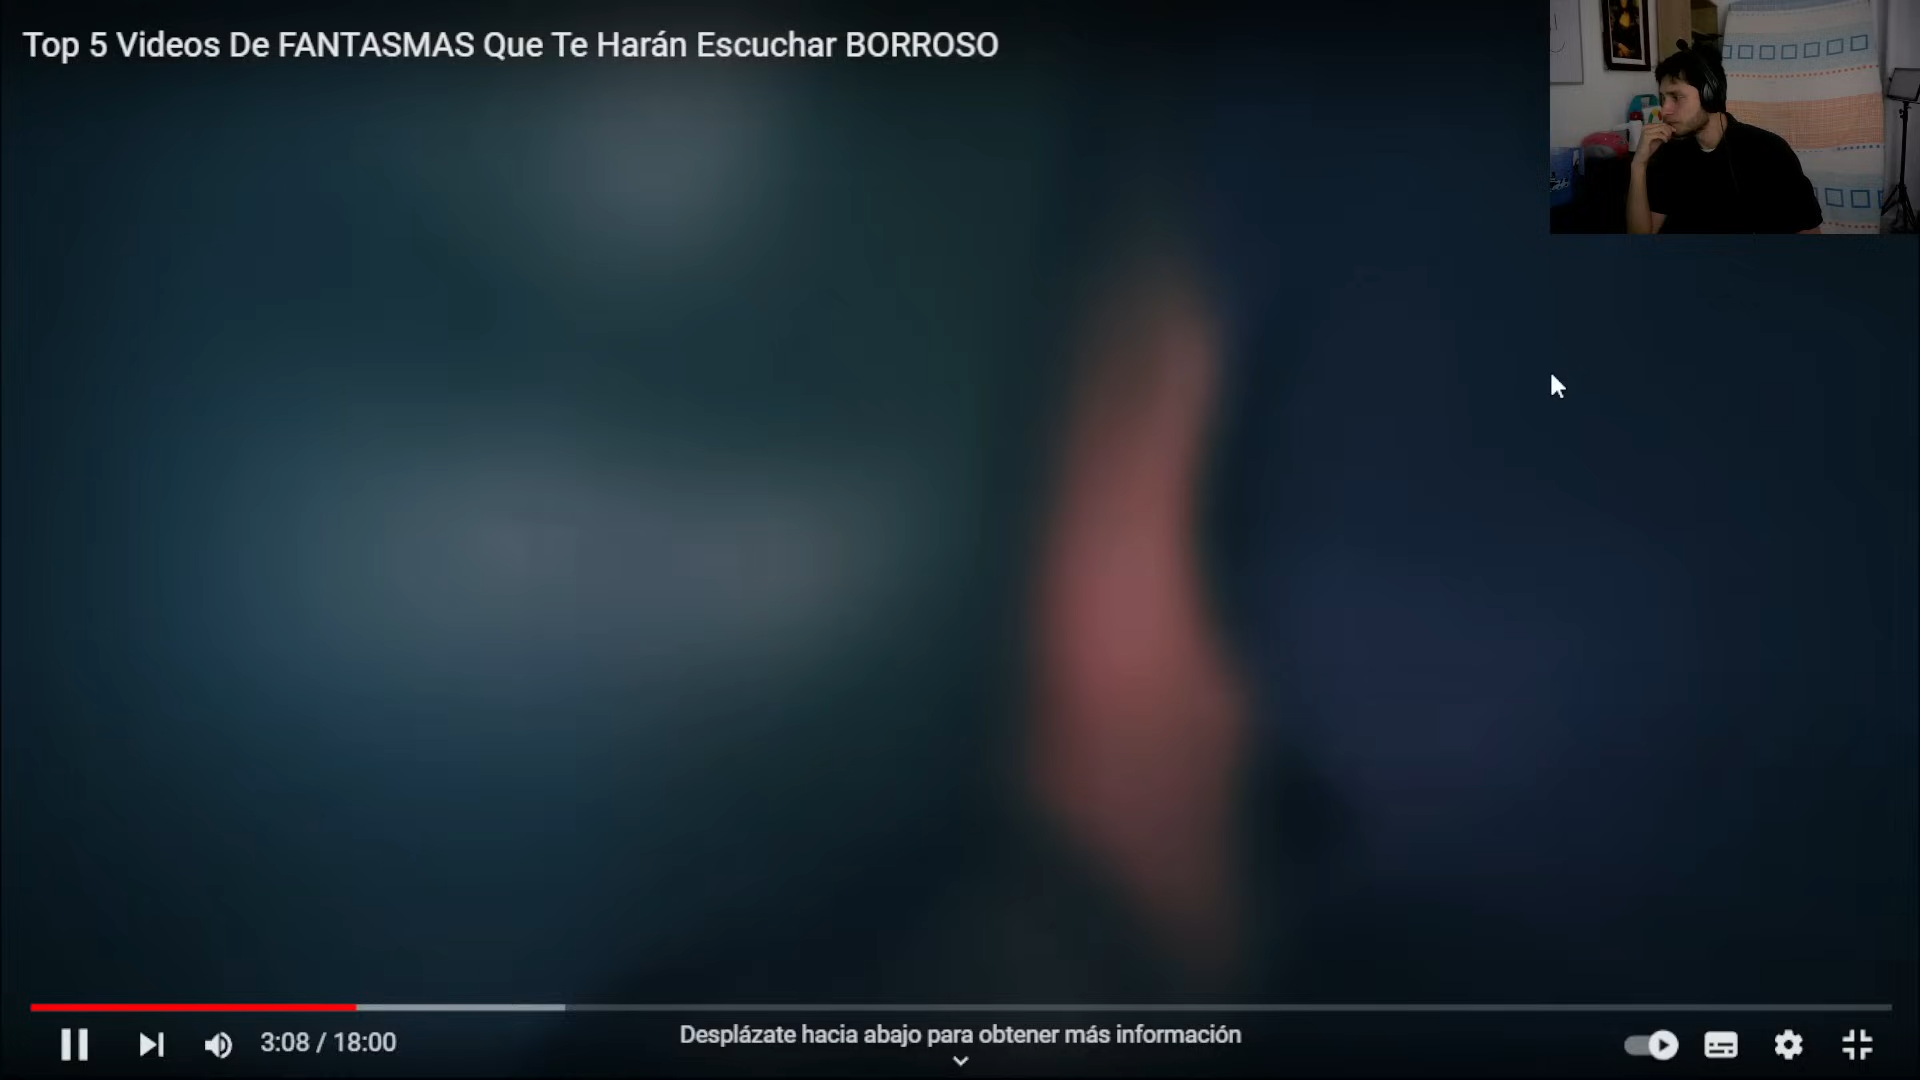 Top 5 Videos De FANTASMAS Que Te Harán Escuchar BORROSO
3:08 / 18:00
Desplázate hacia abajo para obtener más información